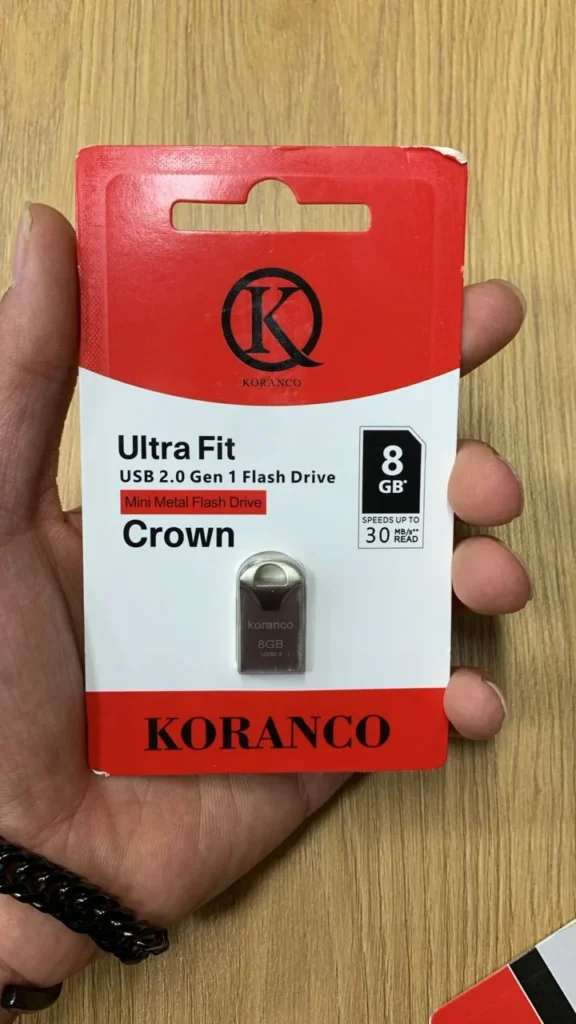 K
KORANCO
Ultra Fit
USB 2.0 Gen 1 Flash Drive
Mini Metal Flash Drive
Crown
8
GB*
SPEEDS UP TO
30 MB/s** READ
koranco
8GB
KORANCO